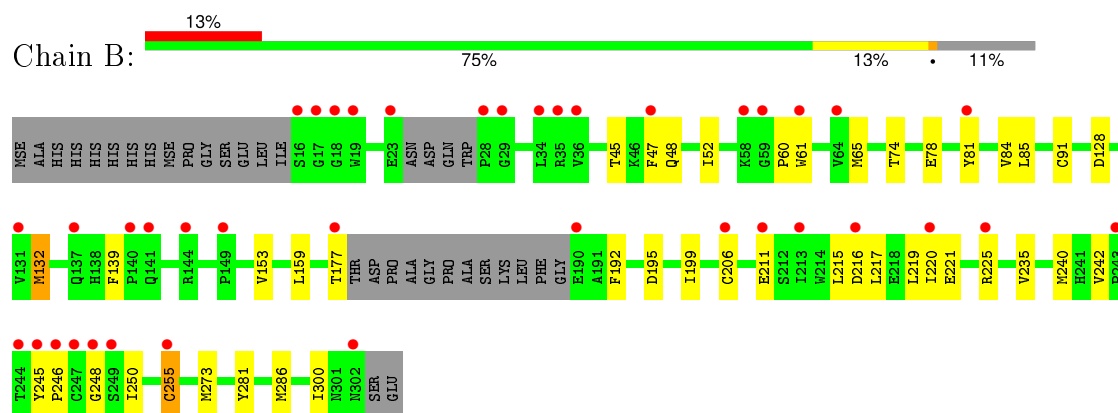 13%
Chain B:
75% 13% • 11%
MSE ALA HIS HIS HIS HIS HIS HIS MSE PRO GLY SER GLU LEU ILE S16 G17 G18 W19 E23 ASN ASP GLN TRP P28 G29 L34 R35 V36 T45 K46 F47 Q48 I52 K58 G59 P60 W61 V64 M65 T74 E78 Y81 V84 L85 G91 D128
V131 M132 Q137 H138 F139 P140 Q141 R144 P149 V153 L159 T177 THR ASP PRO ALA GLY PRO ALA SER LYS LEU PHE GLY E190 A191 F192 D195 I199 C206 E211 S212 I213 W214 L215 D216 L217 E218 L219 I220 E221 R225 V235 M240 H241 V242 P243
T244 Y245 P246 C247 G248 S249 I250 C255 M273 Y281 M286 I300 N301 N302 SER GLU